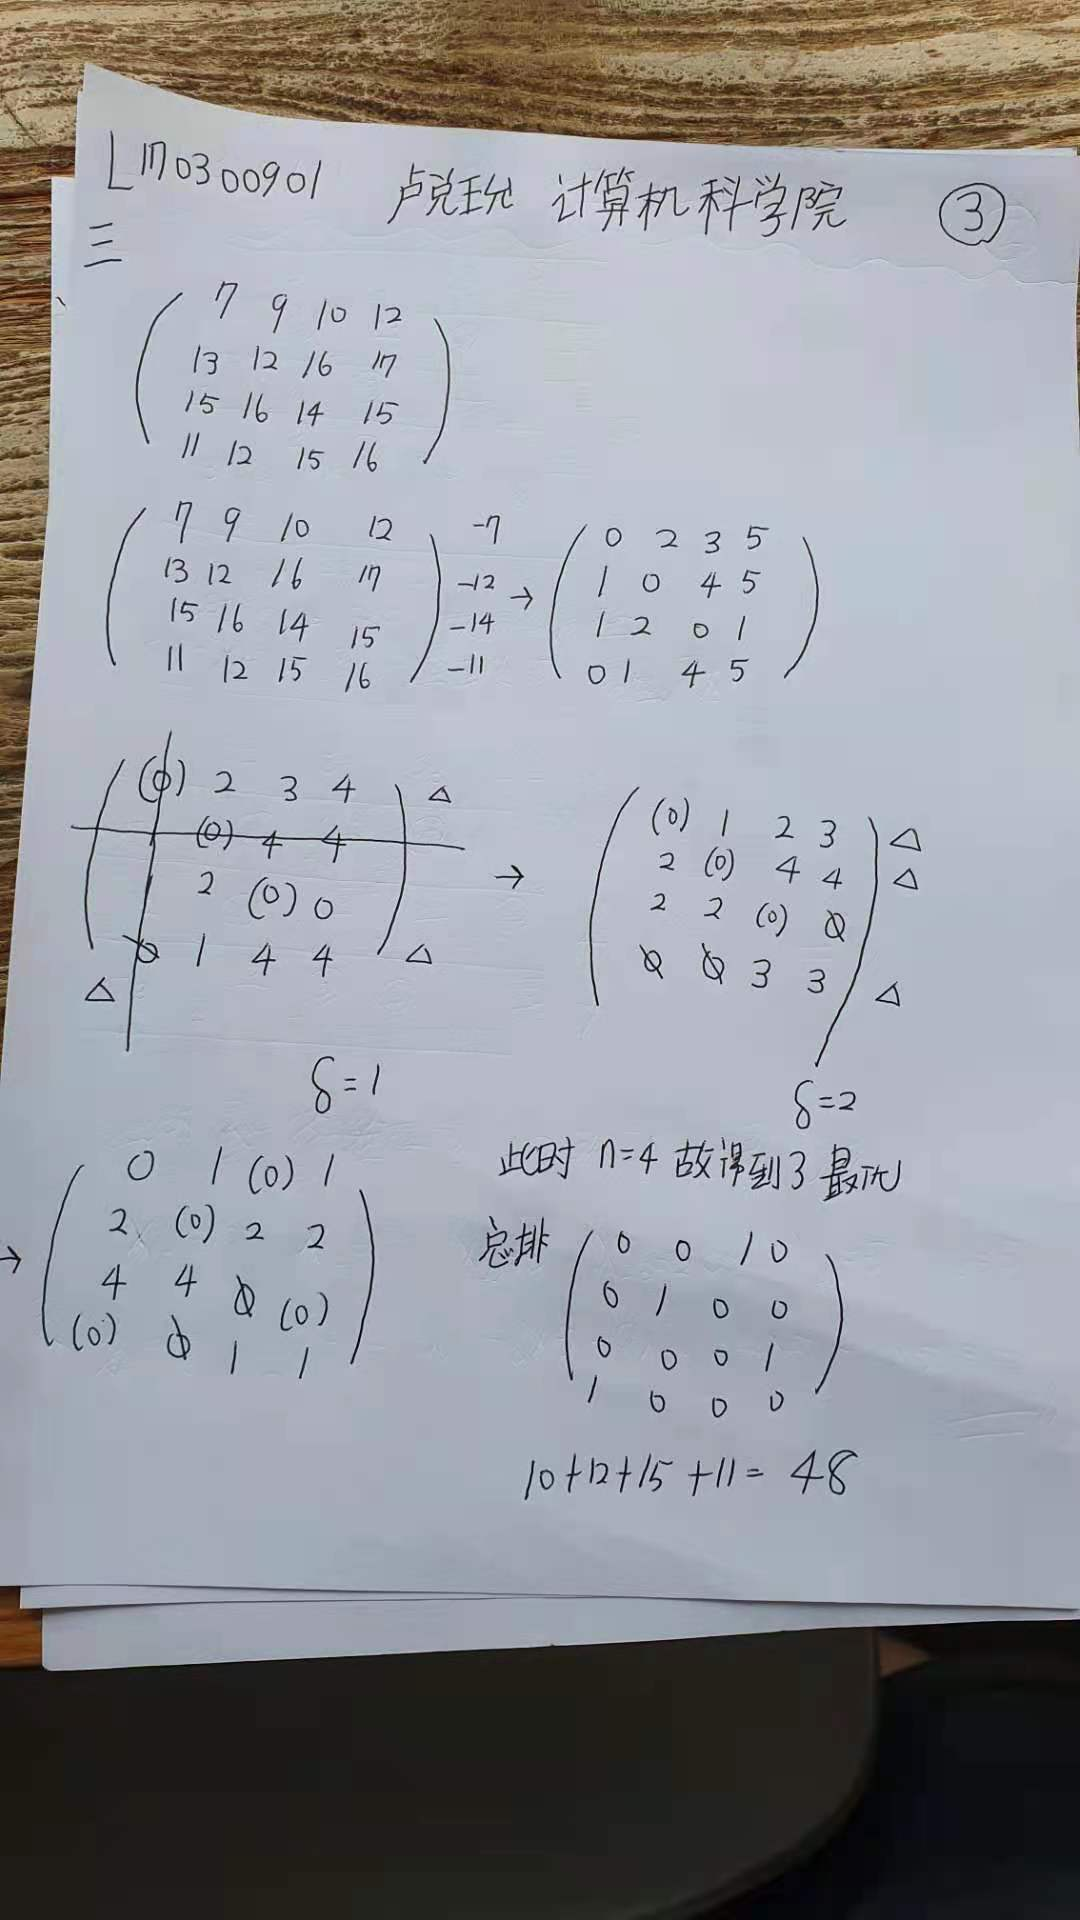 L170300901 卢兑玧 计算机科学院 ③
三
7 9 10 12
13 12 16 17
15 16 14 15
11 12 15 16
7 9 10 12 -7
13 12 16 17 -12
15 16 14 15 -14
11 12 15 16 -11
→
0 2 3 5
1 0 4 5
1 2 0 1
0 1 4 5
(0) 2 3 4 △
(0) 4 4
1 2 (0) 0
0 1 4 4 △
△
δ=1
→
(0) 1 2 3 △
2 (0) 4 4 △
2 2 (0) 0
0 0 3 3 △
δ=2
→
0 1 (0) 1
2 (0) 2 2
4 4 0 (0)
(0) 0 1 1
此时 n=4 故得到3最优
总排
0 0 1 0
0 1 0 0
0 0 0 1
1 0 0 0
10+12+15+11= 48